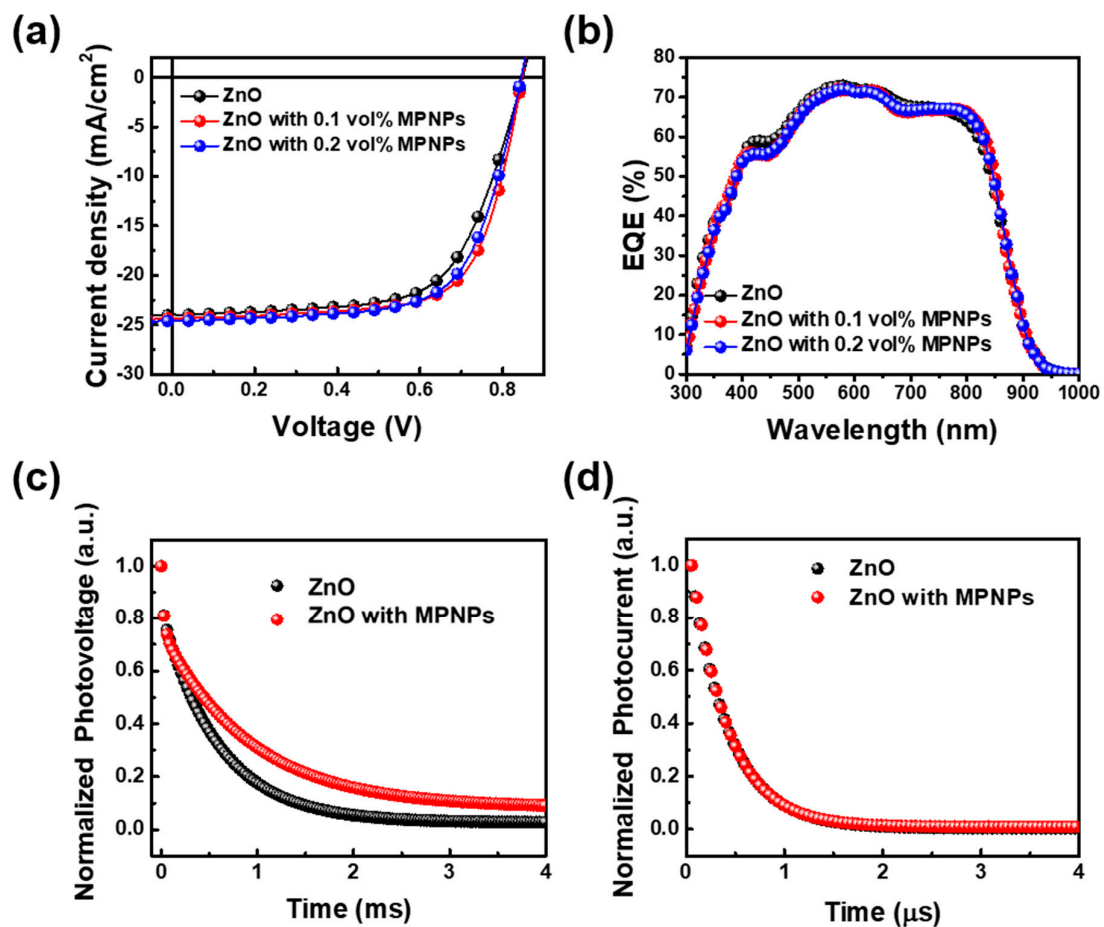 (a)
Current density (mA/cm²)
0
-5
-10
-15
-20
-25
-30
ZnO
ZnO with 0.1 vol% MPNPs
ZnO with 0.2 vol% MPNPs
0.0 0.2 0.4 0.6 0.8
Voltage (V)
(b)
EQE (%)
80
70
60
50
40
30
20
10
0
ZnO
ZnO with 0.1 vol% MPNPs
ZnO with 0.2 vol% MPNPs
300 400 500 600 700 800 900 1000
Wavelength (nm)
(c)
Normalized Photovoltage (a.u.)
1.0
0.8
0.6
0.4
0.2
0.0
ZnO
ZnO with MPNPs
0 1 2 3 4
Time (ms)
(d)
Normalized Photocurrent (a.u.)
1.0
0.8
0.6
0.4
0.2
0.0
ZnO
ZnO with MPNPs
0 1 2 3 4
Time (μs)